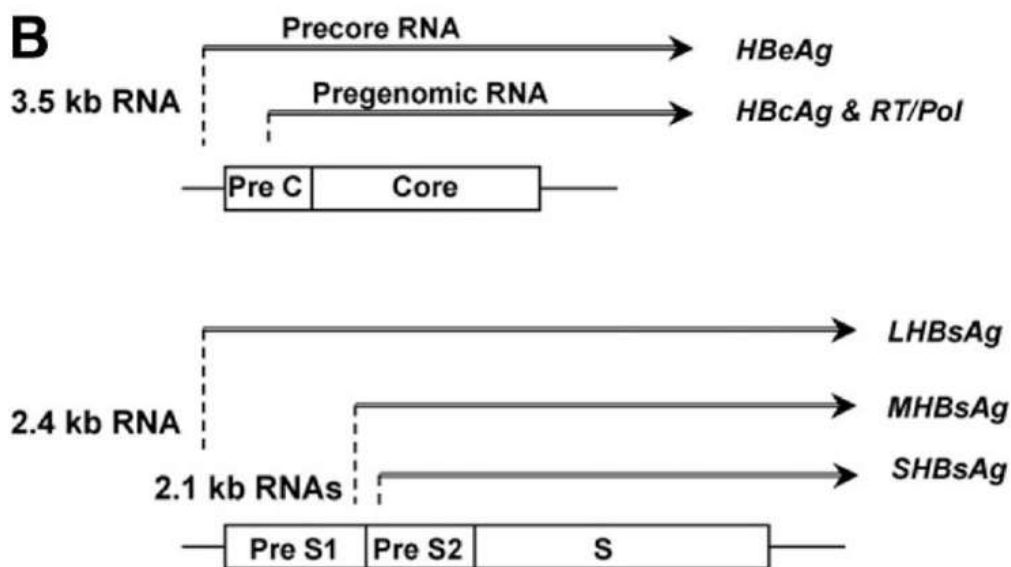 B
Precore RNA
HBeAg
3.5 kb RNA
Pregenomic RNA
HBcAg & RT/Pol
Pre C
Core
LHBsAg
2.4 kb RNA
MHBsAg
2.1 kb RNAs
SHBsAg
Pre S1
Pre S2
S